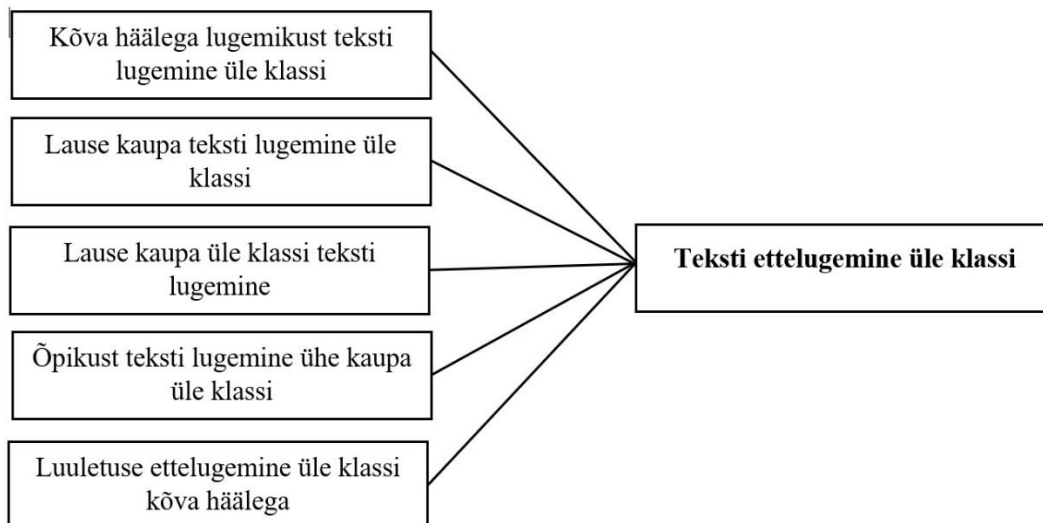 Kõva häälega lugemikust teksti
lugemine üle klassi
Lause kaupa teksti lugemine üle
klassi
Lause kaupa üle klassi teksti
lugemine
Õpikust teksti lugemine ühe kaupa
üle klassi
Luuletuse ettelugemine üle klassi
kõva häälega
Teksti ettelugemine üle klassi